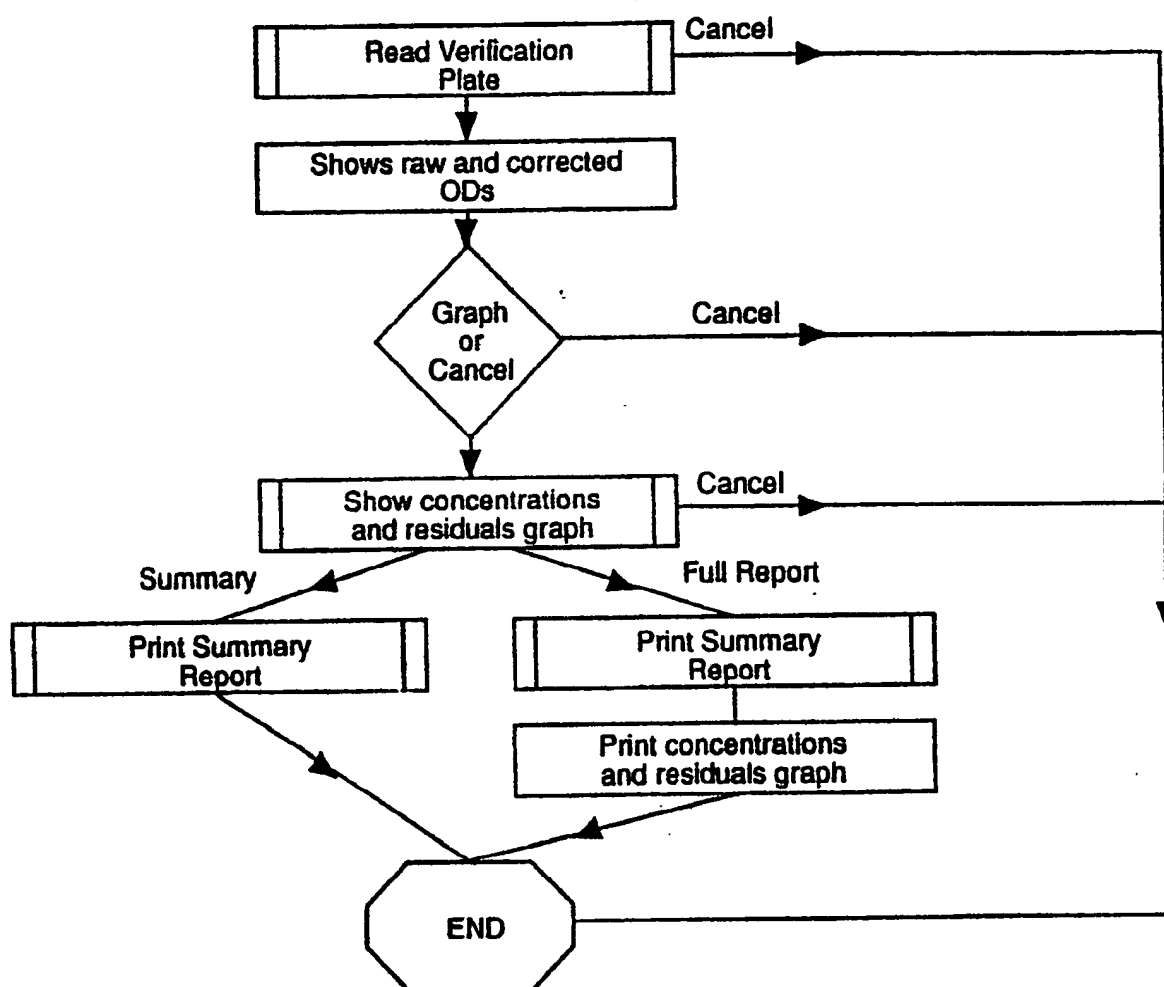 Cancel
Read Verification
Plate
Shows raw and corrected
ODs
Graph
or
Cancel
Cancel
Show concentrations
and residuals graph
Cancel
Summary
Full Report
Print Summary
Report
Print Summary
Report
Print concentrations
and residuals graph
END